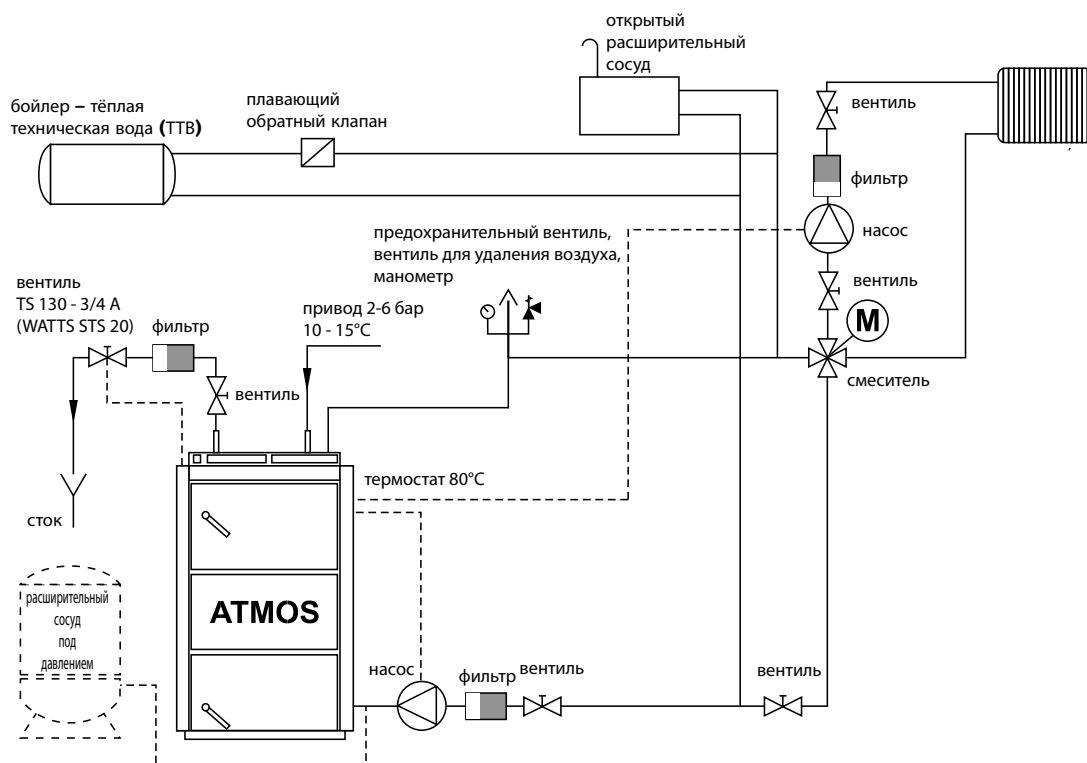 открытый
расширительный
сосуд
бойлер – тёплая
техническая вода (ТТВ)
плавающий
обратный клапан
вентиль
фильтр
насос
предохранительный вентиль,
вентиль для удаления воздуха,
манометр
вентиль
вентиль
TS 130 - 3/4 A
(WATTS STS 20)
фильтр
привод 2-6 бар
10 - 15°C
M
смеситель
вентиль
термостат 80°C
сток
расширительный
сосуд
под
давлением
ATMOS
насос
фильтр
вентиль
вентиль